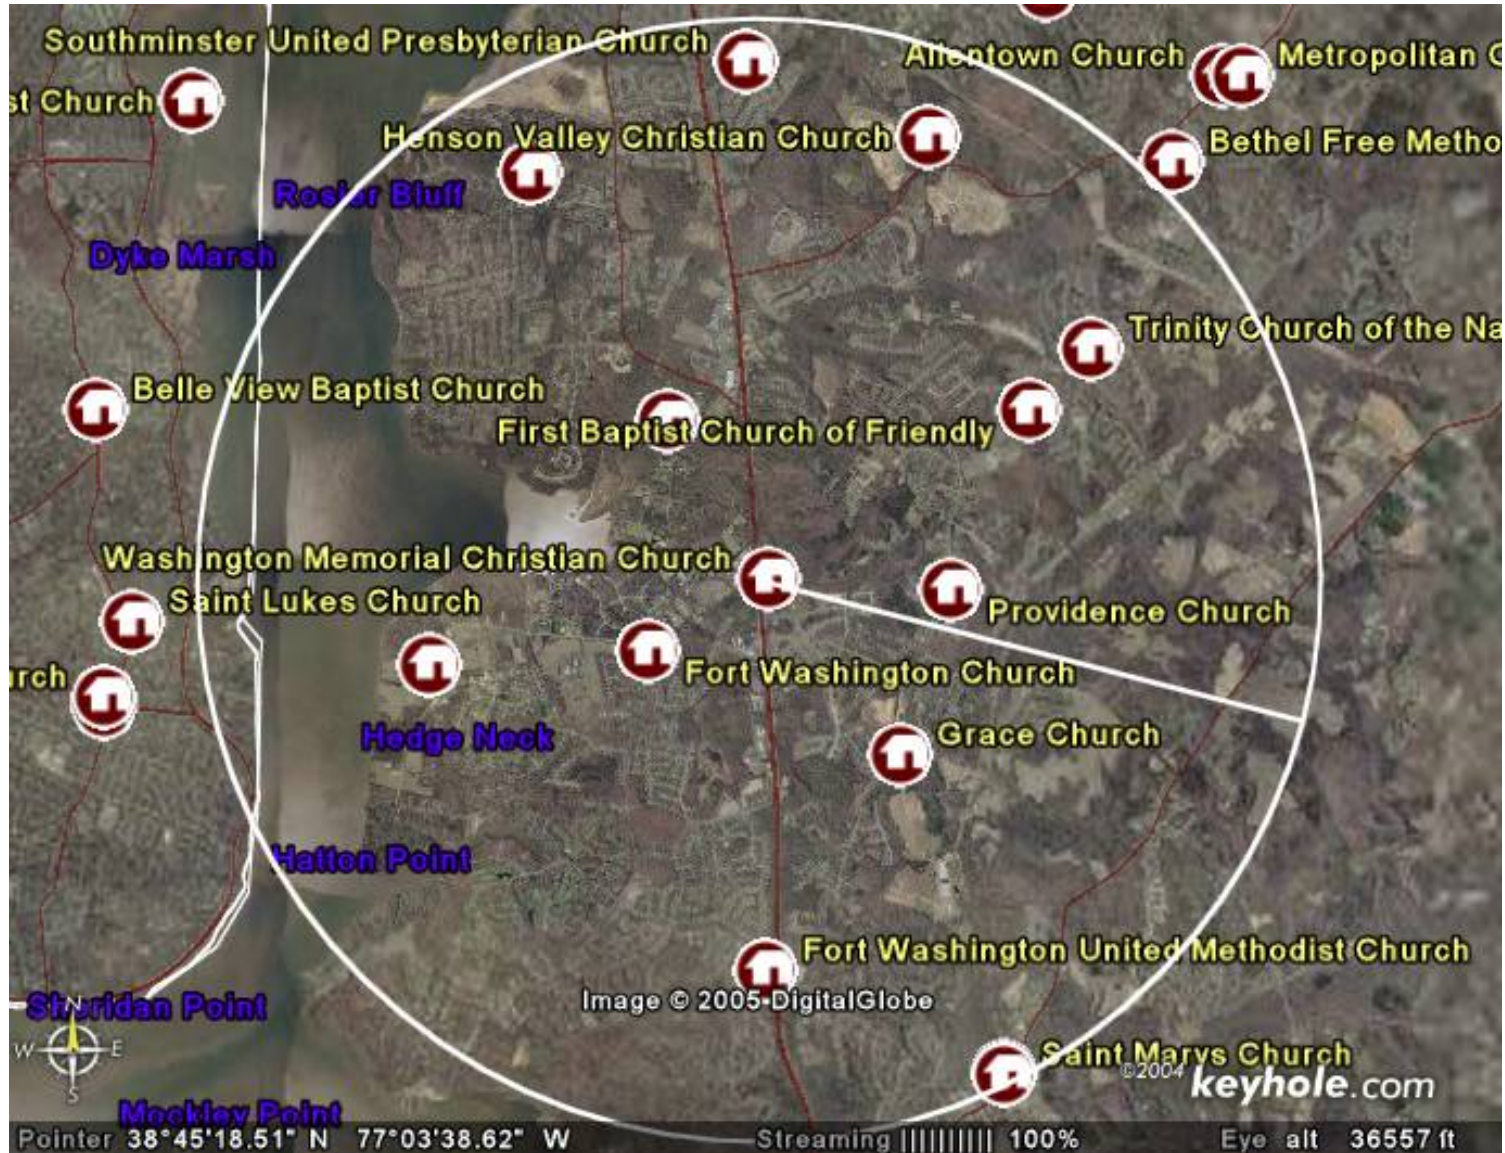 Southminster United Presbyterian Church
Allentown Church
Metropolitan C
st Church
Henson Valley Christian Church
Bethel Free Metho
Rosier Bluff
Dyke Marsh
Trinity Church of the Na
Belle View Baptist Church
First Baptist Church of Friendly
Washington Memorial Christian Church
Saint Lukes Church
Providence Church
urch
Fort Washington Church
Hedge Neck
Grace Church
Hatton Point
Fort Washington United Methodist Church
Image © 2005 DigitalGlobe
Sheridan Point
N
W E
S
Saint Marys Church
©2004 keyhole.com
Mockley Point
Pointer 38°45'18.51" N 77°03'38.62" W Streaming |||||||||| 100% Eye alt 36557 ft